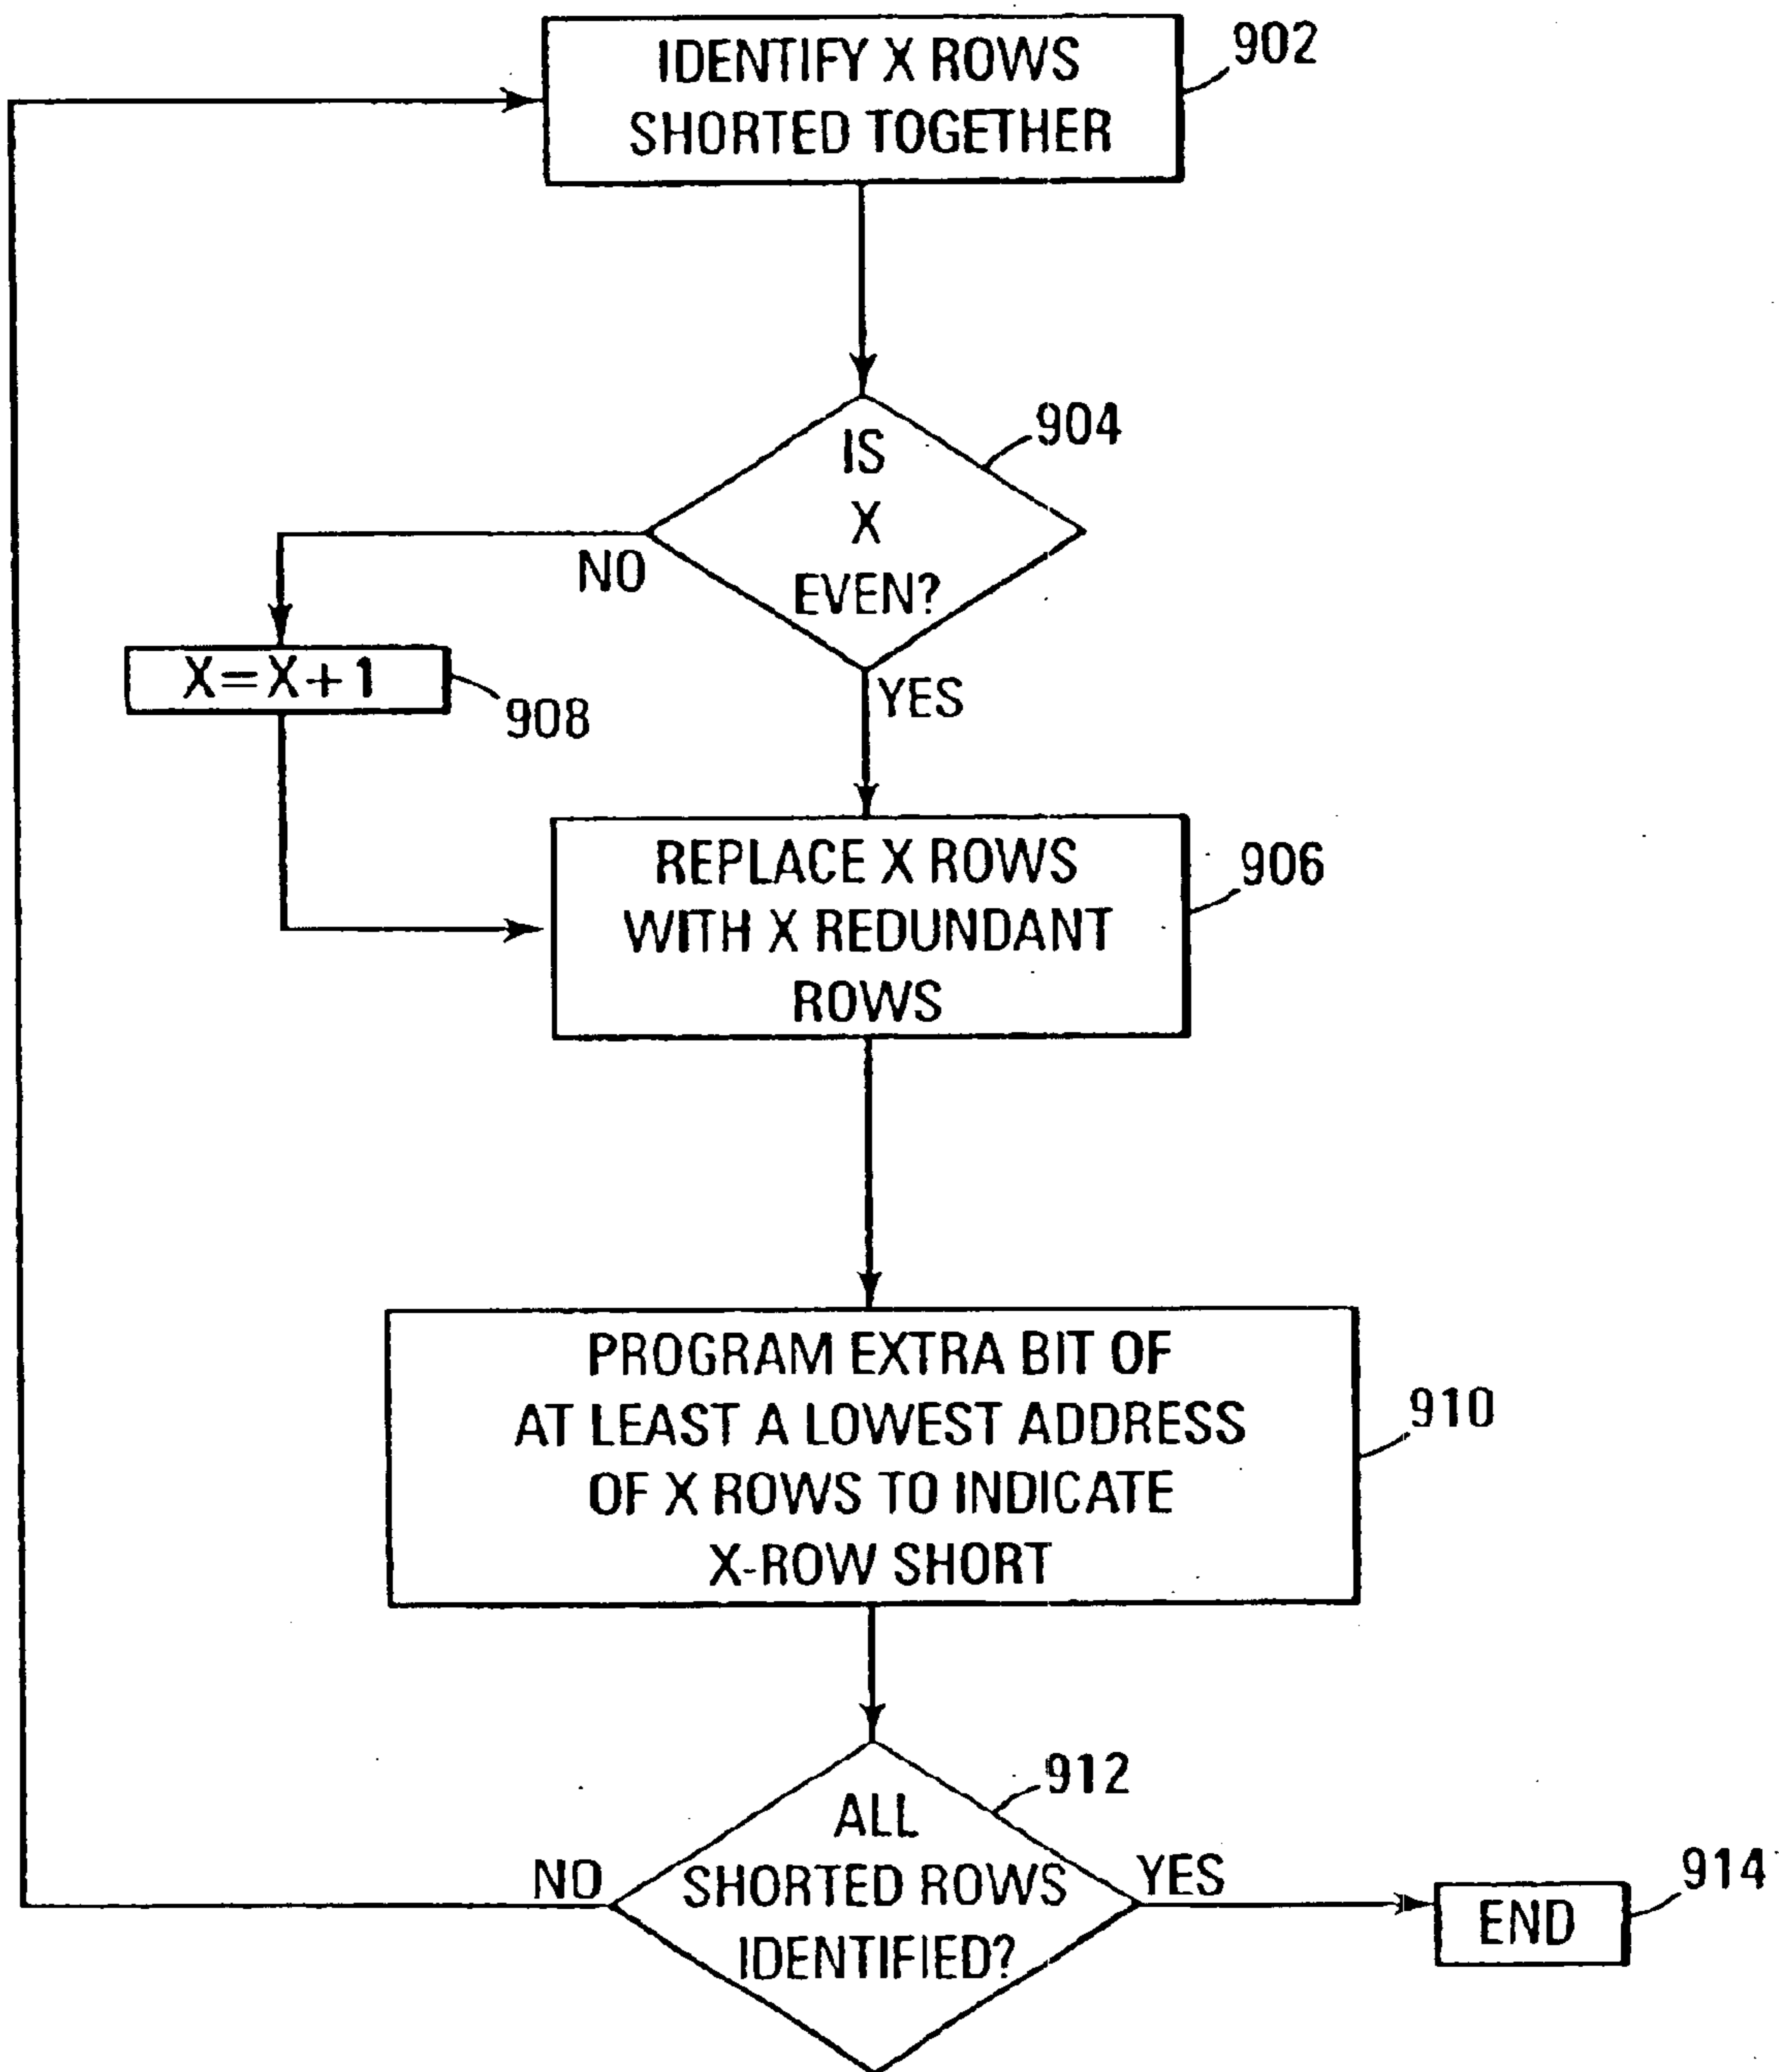 IDENTIFY X ROWS
SHORTED TOGETHER
902
IS
X
EVEN?
904
NO
YES
X=X+1
908
REPLACE X ROWS
WITH X REDUNDANT
ROWS
906
PROGRAM EXTRA BIT OF
AT LEAST A LOWEST ADDRESS
OF X ROWS TO INDICATE
X-ROW SHORT
910
ALL
SHORTED ROWS
IDENTIFIED?
912
NO
YES
END
914